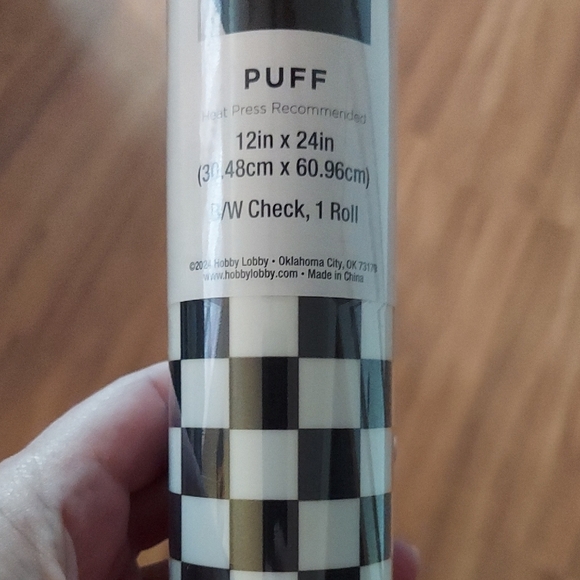 PUFF
Heat Press Recommended
12in x 24in
(30.48cm x 60.96cm)
B/W Check, 1 Roll
©2024 Hobby Lobby • Oklahoma City, OK 73179
www.hobbylobby.com • Made in China